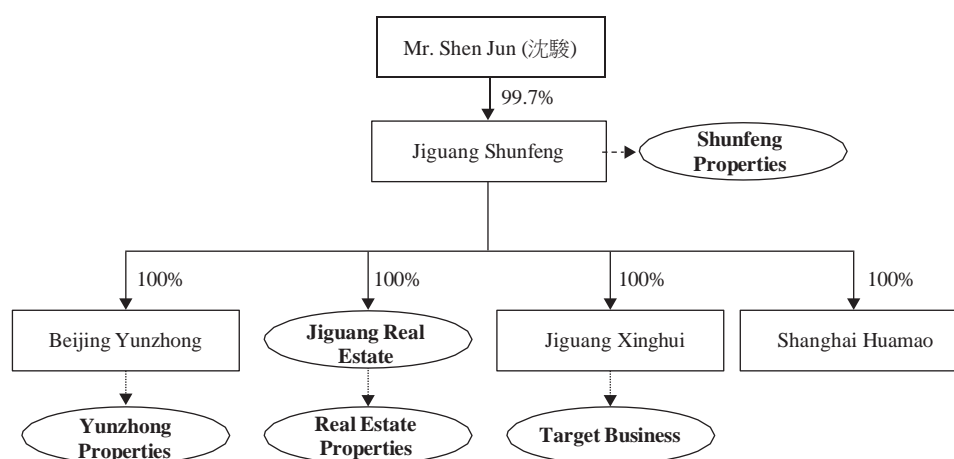 Mr. Shen Jun (沈駿)
99.7%
Jiguang Shunfeng
Shunfeng
Properties
100%
100%
100%
100%
Beijing Yunzhong
Jiguang Real
Estate
Jiguang Xinghui
Shanghai Huamao
Yunzhong
Properties
Real Estate
Properties
Target Business